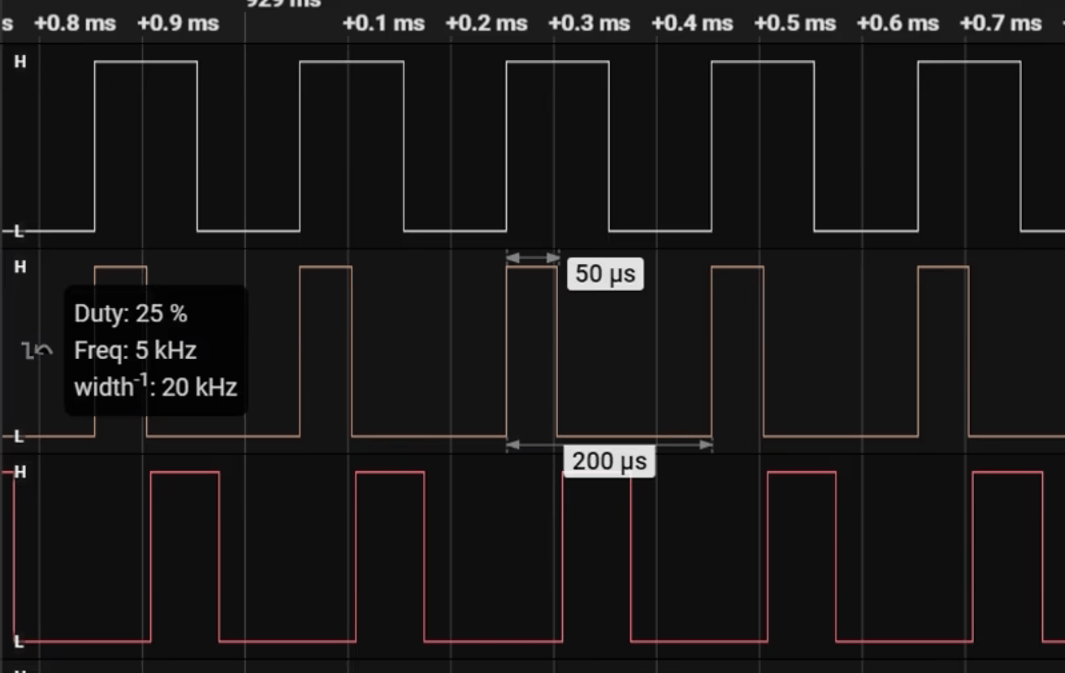 929 ms
s +0.8 ms +0.9 ms +0.1 ms +0.2 ms +0.3 ms +0.4 ms +0.5 ms +0.6 ms +0.7 ms
H
L
H
50 µs
Duty: 25 %
Freq: 5 kHz
width⁻¹: 20 kHz
L
200 µs
H
L
H